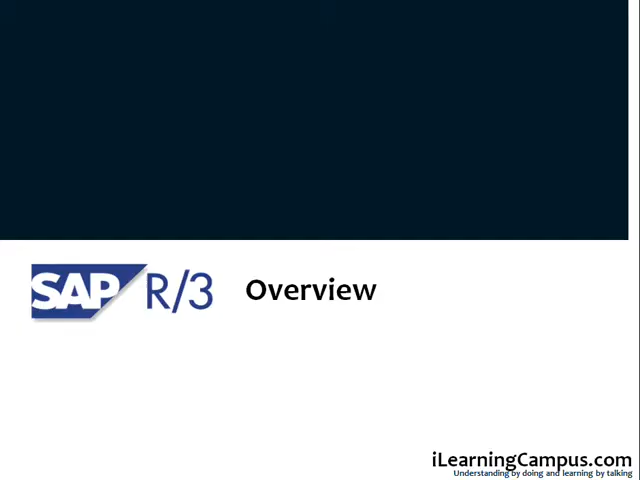 SAP R/3 Overview
iLearningCampus.com
Understanding by doing and learning by talking